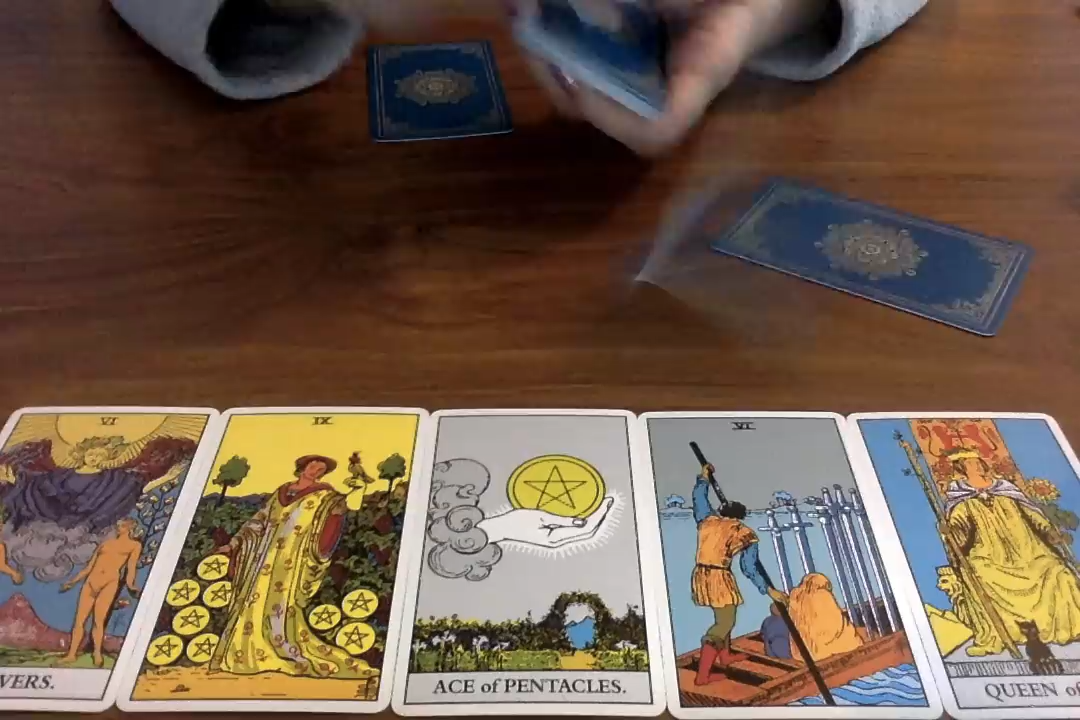 VI
IX
VI
VERS.
ACE of PENTACLES.
QUEEN of